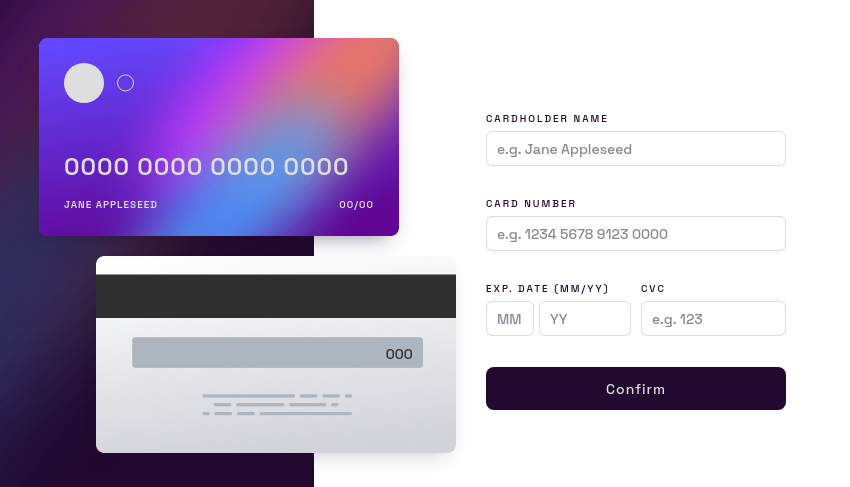 0000 0000 0000 0000
JANE APPLESEED 00/00
000
CARDHOLDER NAME
e.g. Jane Appleseed
CARD NUMBER
e.g. 1234 5678 9123 0000
EXP. DATE (MM/YY) CVC
MM YY e.g. 123
Confirm